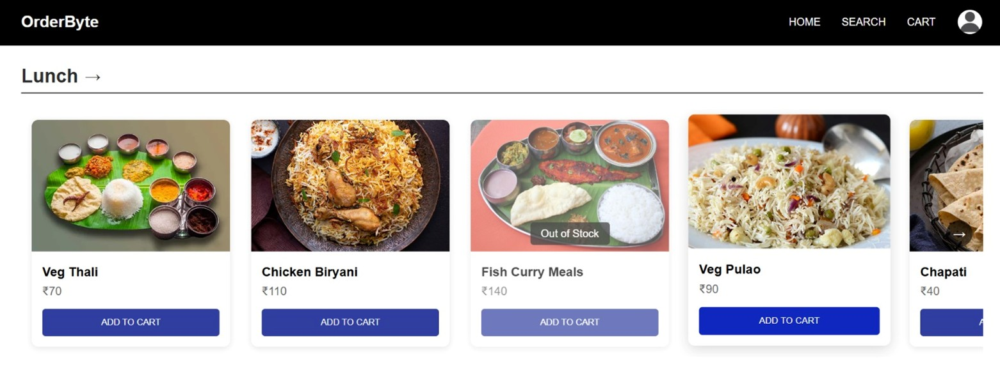 OrderByte
HOME SEARCH CART
Lunch →
Out of Stock
→
Veg Thali
₹70
ADD TO CART
Chicken Biryani
₹110
ADD TO CART
Fish Curry Meals
₹140
ADD TO CART
Veg Pulao
₹90
ADD TO CART
Chapati
₹40
A